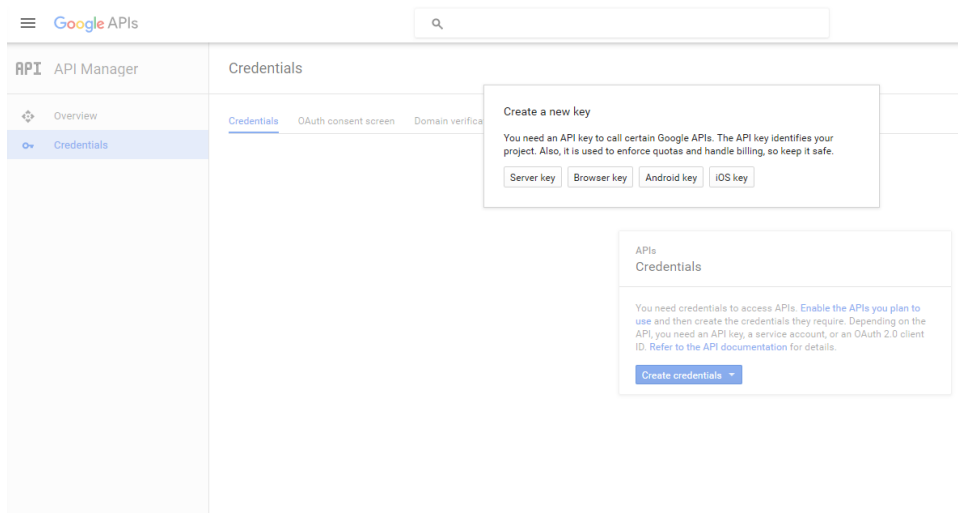 Google APIs
API API Manager
Overview
Credentials
Credentials
Credentials OAuth consent screen Domain verifica
Create a new key
You need an API key to call certain Google APIs. The API key identifies your
project. Also, it is used to enforce quotas and handle billing, so keep it safe.
Server key Browser key Android key iOS key
APIs
Credentials
You need credentials to access APIs. Enable the APIs you plan to
use and then create the credentials they require. Depending on the
API, you need an API key, a service account, or an OAuth 2.0 client
ID. Refer to the API documentation for details.
Create credentials